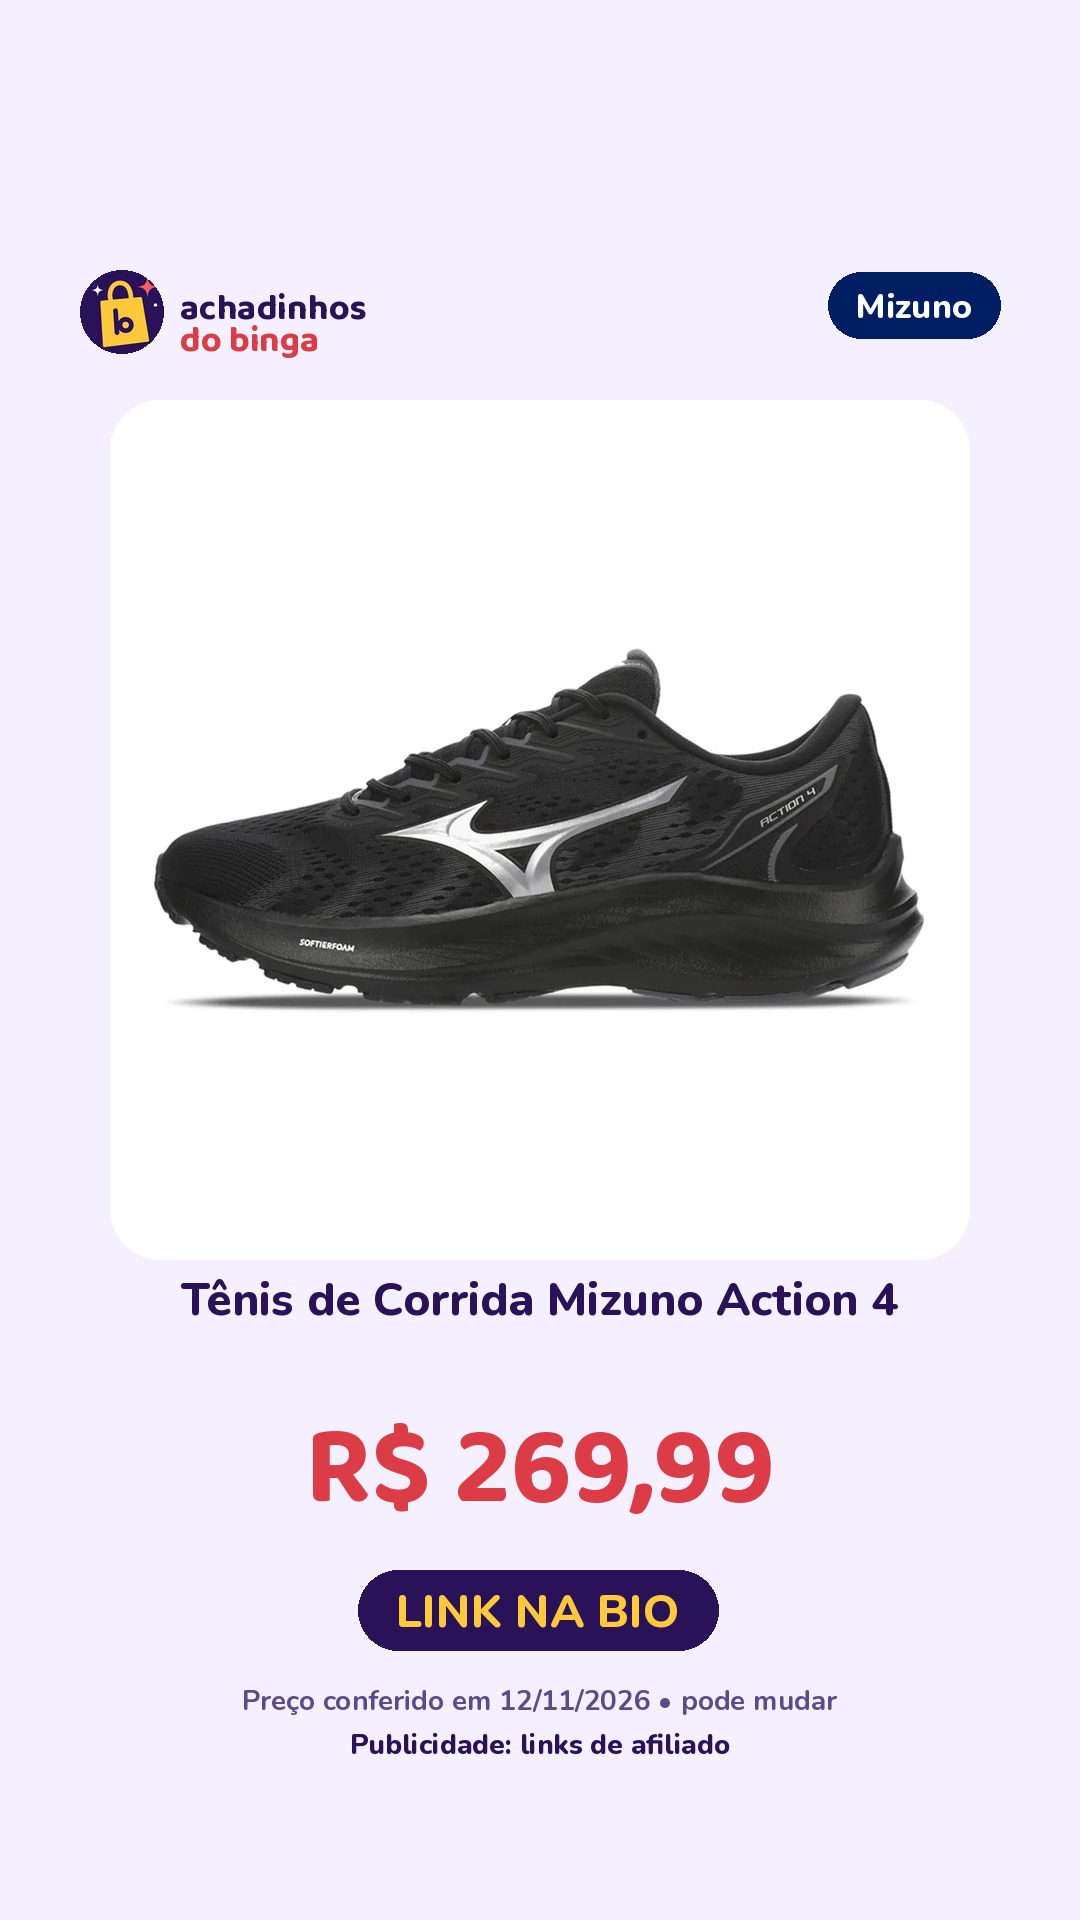 achadinhos
do binga
Mizuno
ACTION 4
SOFTIERFOAM
Tênis de Corrida Mizuno Action 4
R$ 269,99
LINK NA BIO
Preço conferido em 12/11/2026 • pode mudar
Publicidade: links de afiliado